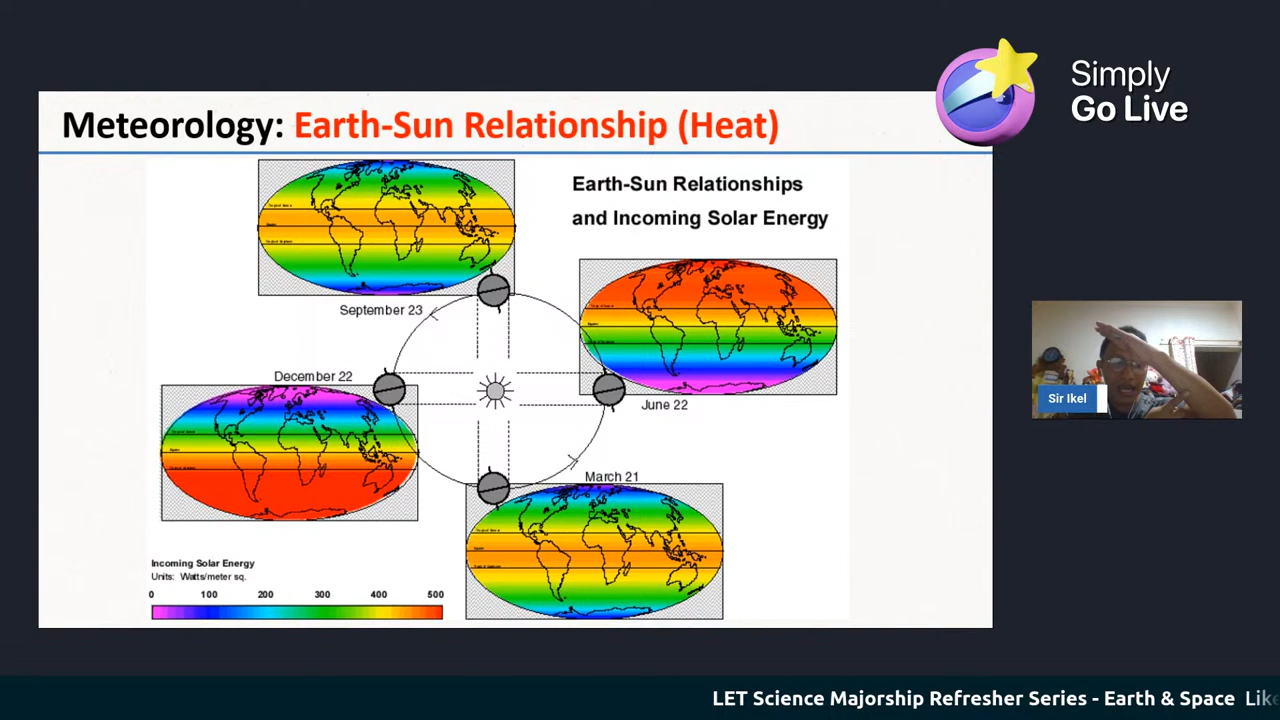 Simply
Go Live
Meteorology: Earth-Sun Relationship (Heat)
Earth-Sun Relationships
and Incoming Solar Energy
September 23
December 22
June 22
March 21
Incoming Solar Energy
Units: Watts/meter sq.
0 100 200 300 400 500
Sir Ikel
LET Science Majorship Refresher Series - Earth & Space Like